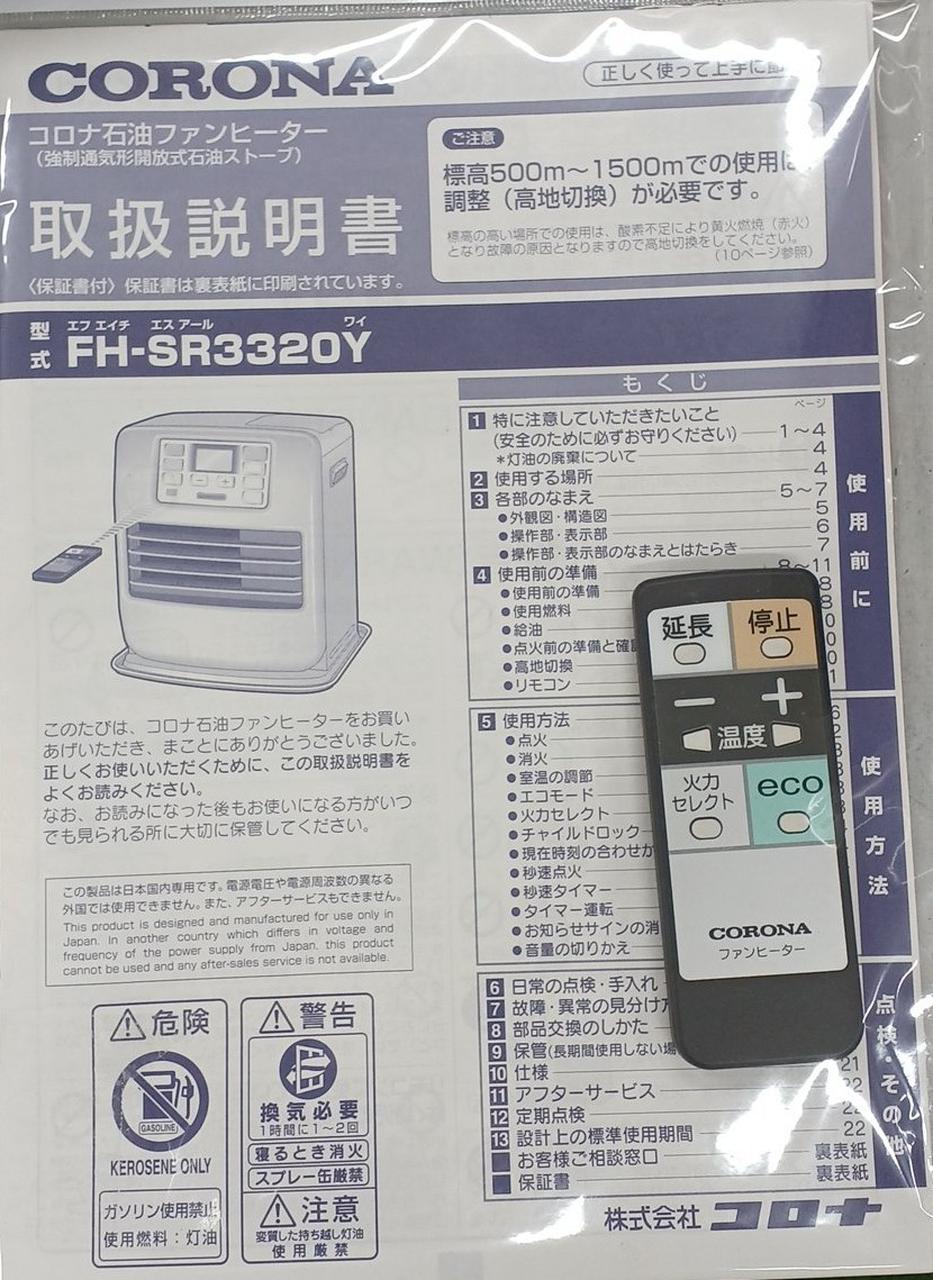 CORONA
正しく使って上手に
コロナ石油ファンヒーター
(強制通気形開放式石油ストーブ)
取扱説明書
〈保証書付〉保証書は裏表紙に印刷されています。
ご注意
標高500m〜1500mでの使用は
調整(高地切換)が必要です。
標高の高い場所での使用は、酸素不足により黄火燃焼(赤火)
となり故障の原因となりますので高地切換をしてください。
(10ページ参照)
エフ エイチ エス アール ワイ
型式 FH-SR3320Y
もくじ
ページ
1 特に注意していただきたいこと
(安全のために必ずお守りください) 1〜4
*灯油の廃棄について 4
2 使用する場所 4
3 各部のなまえ 5〜7
●外観図・構造図 5
●操作部・表示部 6
●操作部・表示部のなまえとはたらき 7
4 使用前の準備 8〜11
●使用前の準備 8
●使用燃料 8
●給油
●点火前の準備と確認
●高地切換
●リモコン
使用前に
5 使用方法
●点火
●消火
●室温の調節
●エコモード
●火力セレクト
●チャイルドロック
●現在時刻の合わせか
●秒速点火
●秒速タイマー
●タイマー運転
●お知らせサインの消
●音量の切りかえ
使用方法
6 日常の点検・手入れ
7 故障・異常の見分け方
8 部品交換のしかた
9 保管(長期間使用しない場
10 仕様 21
11 アフターサービス 22
12 定期点検 22
13 設計上の標準使用期間 22
お客様ご相談窓口 裏表紙
保証書 裏表紙
点検・その他
このたびは、コロナ石油ファンヒーターをお買い
あげいただき、まことにありがとうございました。
正しくお使いいただくために、この取扱説明書を
よくお読みください。
なお、お読みになった後もお使いになる方がいつ
でも見られる所に大切に保管してください。
この製品は日本国内専用です。電源電圧や電源周波数の異なる
外国では使用できません。また、アフターサービスもできません。
This product is designed and manufactured for use only in
Japan. In another country which differs in voltage and
frequency of the power supply from Japan. this product
cannot be used and any after-sales service is not available.
危険
GASOLINE
KEROSENE ONLY
ガソリン使用禁止
使用燃料:灯油
警告
換気必要
1時間に1〜2回
寝るとき消火
スプレー缶厳禁
注意
変質した持ち越し灯油
使用厳禁
株式会社 コロナ
延長 停止
− +
温度
火力 eco
セレクト
CORONA
ファンヒーター